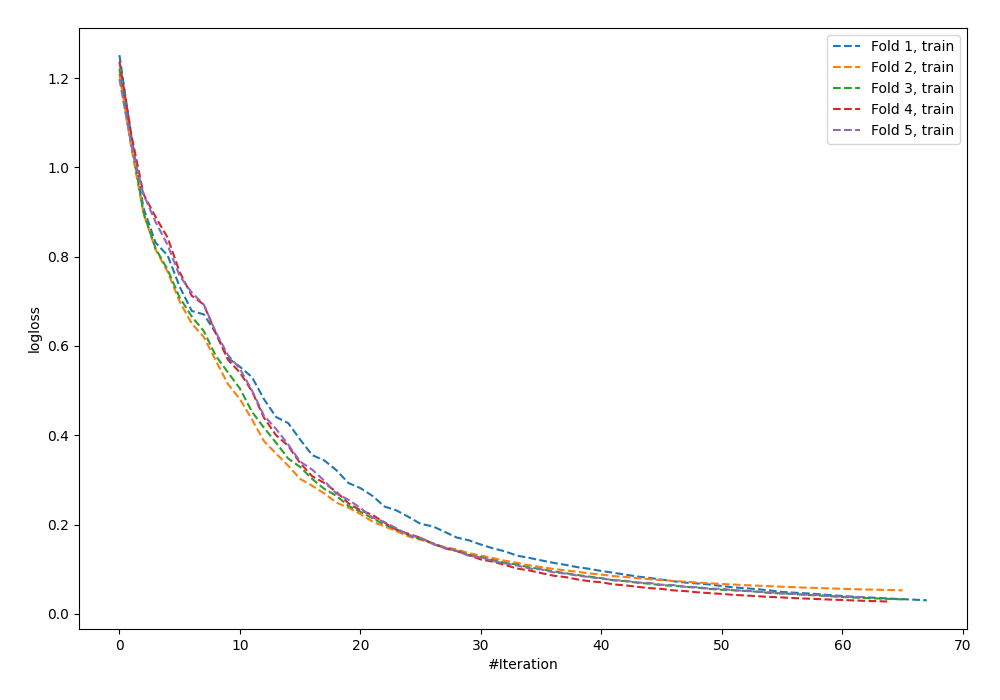 Fold 1, train
Fold 2, train
Fold 3, train
Fold 4, train
Fold 5, train
logloss
1.2
1.0
0.8
0.6
0.4
0.2
0.0
0 10 20 30 40 50 60 70
#Iteration